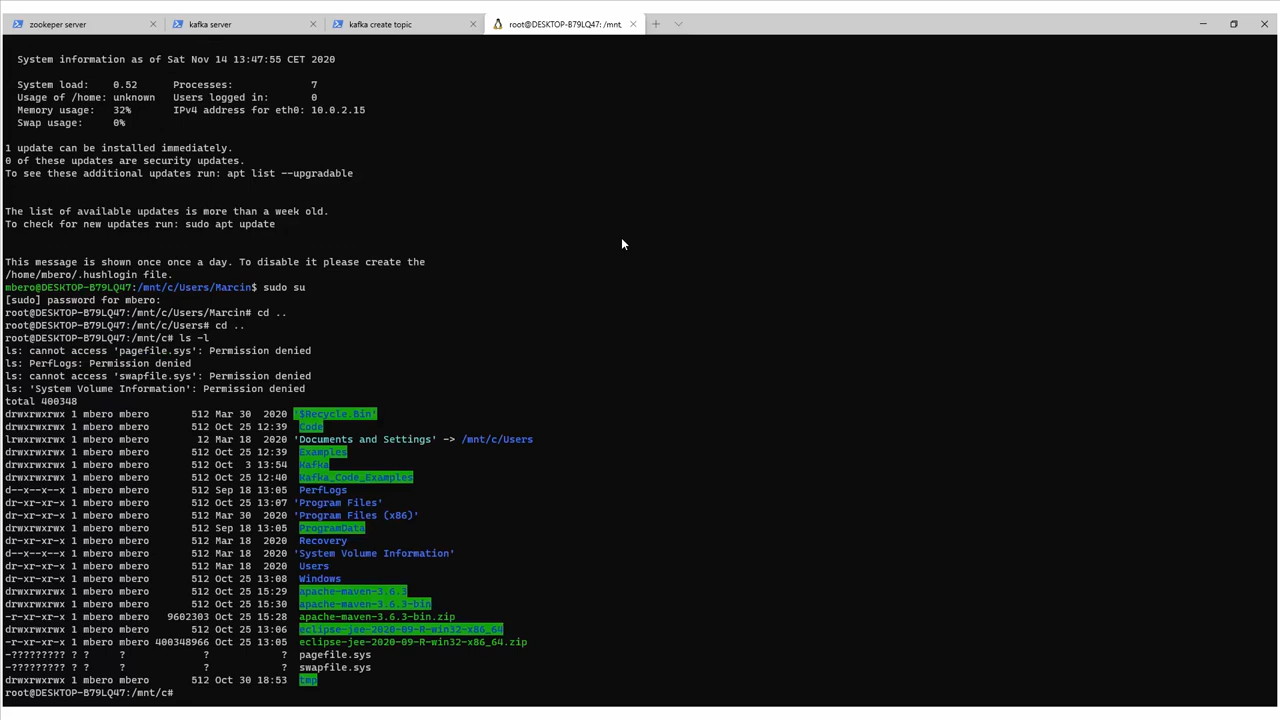 zookeper server
kafka server
kafka create topic
root@DESKTOP-B79LQ47: /mnt,
System information as of Sat Nov 14 13:47:55 CET 2020
System load: 0.52 Processes: 7
Usage of /home: unknown Users logged in: 0
Memory usage: 32% IPv4 address for eth0: 10.0.2.15
Swap usage: 0%
1 update can be installed immediately.
0 of these updates are security updates.
To see these additional updates run: apt list --upgradable
The list of available updates is more than a week old.
To check for new updates run: sudo apt update
This message is shown once once a day. To disable it please create the
/home/mbero/.hushlogin file.
mbero@DESKTOP-B79LQ47:/mnt/c/Users/Marcin$ sudo su
[sudo] password for mbero:
root@DESKTOP-B79LQ47:/mnt/c/Users/Marcin# cd ..
root@DESKTOP-B79LQ47:/mnt/c/Users# cd ..
root@DESKTOP-B79LQ47:/mnt/c# ls -l
ls: cannot access 'pagefile.sys': Permission denied
ls: PerfLogs: Permission denied
ls: cannot access 'swapfile.sys': Permission denied
ls: 'System Volume Information': Permission denied
total 400348
drwxrwxrwx 1 mbero mbero 512 Mar 30 2020 '$Recycle.Bin'
drwxrwxrwx 1 mbero mbero 512 Oct 25 12:39 Code
lrwxrwxrwx 1 mbero mbero 12 Mar 18 2020 'Documents and Settings' -> /mnt/c/Users
drwxrwxrwx 1 mbero mbero 512 Oct 25 12:39 Examples
drwxrwxrwx 1 mbero mbero 512 Oct 3 13:54 Kafka
drwxrwxrwx 1 mbero mbero 512 Oct 25 12:40 Kafka_Code_Examples
d--x--x--x 1 mbero mbero 512 Sep 18 13:05 PerfLogs
dr-xr-xr-x 1 mbero mbero 512 Oct 25 13:07 'Program Files'
dr-xr-xr-x 1 mbero mbero 512 Mar 30 2020 'Program Files (x86)'
drwxrwxrwx 1 mbero mbero 512 Sep 18 13:05 ProgramData
drwxrwxrwx 1 mbero mbero 512 Mar 18 2020 Recovery
d--x--x--x 1 mbero mbero 512 Mar 18 2020 'System Volume Information'
dr-xr-xr-x 1 mbero mbero 512 Mar 18 2020 Users
dr-xr-xr-x 1 mbero mbero 512 Oct 25 13:08 Windows
drwxrwxrwx 1 mbero mbero 512 Oct 25 15:29 apache-maven-3.6.3
drwxrwxrwx 1 mbero mbero 512 Oct 25 15:30 apache-maven-3.6.3-bin
-r-xr-xr-x 1 mbero mbero 9602303 Oct 25 15:28 apache-maven-3.6.3-bin.zip
drwxrwxrwx 1 mbero mbero 512 Oct 25 13:06 eclipse-jee-2020-09-R-win32-x86_64
-r-xr-xr-x 1 mbero mbero 400348966 Oct 25 13:05 eclipse-jee-2020-09-R-win32-x86_64.zip
-????????? ? ? ? ? ? pagefile.sys
-????????? ? ? ? ? ? swapfile.sys
drwxrwxrwx 1 mbero mbero 512 Oct 30 18:53 tmp
root@DESKTOP-B79LQ47:/mnt/c#